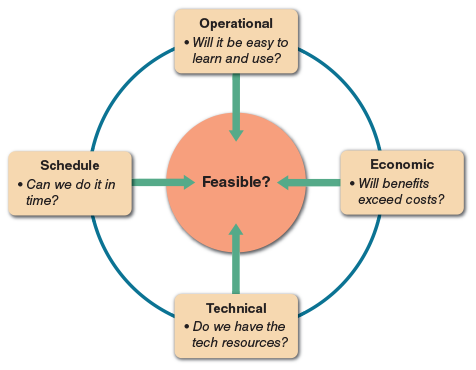 Operational
• Will it be easy to
learn and use?
Schedule
• Can we do it in
time?
Feasible?
Economic
• Will benefits
exceed costs?
Technical
• Do we have the
tech resources?